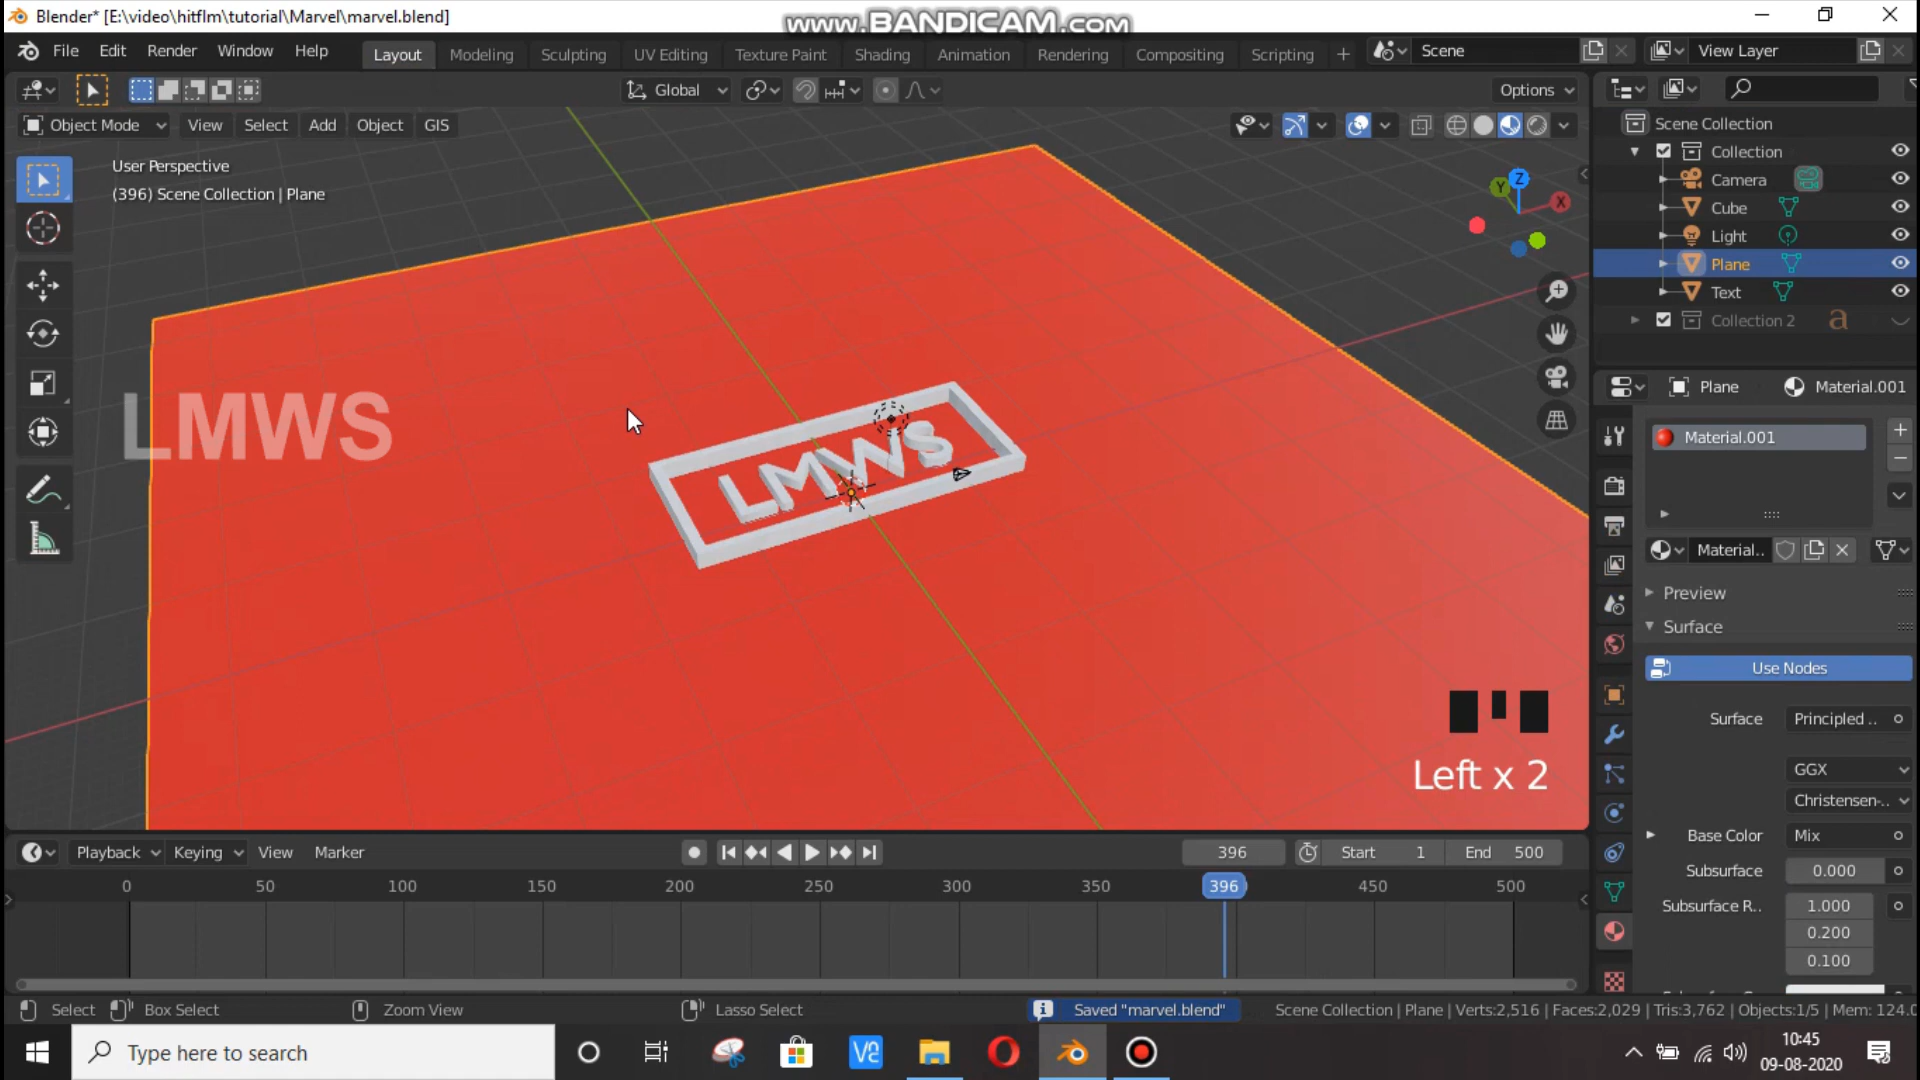 Blender* [E:\video\hitflm\tutorial\Marvel\marvel.blend]
www.BANDICAM.com
File Edit Render Window Help
Layout Modeling Sculpting UV Editing Texture Paint Shading Animation Rendering Compositing Scripting +
Scene
View Layer
Global
Options
Object Mode View Select Add Object GIS
User Perspective
(396) Scene Collection | Plane
Z
Y
X
LMWS
LMWS
Left x 2
Scene Collection
Collection
Camera
Cube
Light
Plane
Text
Collection 2
Plane Material.001
Material.001
Material..
Preview
Surface
Use Nodes
Surface Principled ..
GGX
Christensen-..
Base Color Mix
Subsurface 0.000
Subsurface R.. 1.000
0.200
0.100
Playback Keying View Marker
396 Start 1 End 500
0 50 100 150 200 250 300 350 396 450 500
Select Box Select Zoom View Lasso Select
Saved "marvel.blend"
Scene Collection | Plane | Verts:2,516 | Faces:2,029 | Tris:3,762 | Objects:1/5 | Mem: 124.0
Type here to search
10:45
09-08-2020